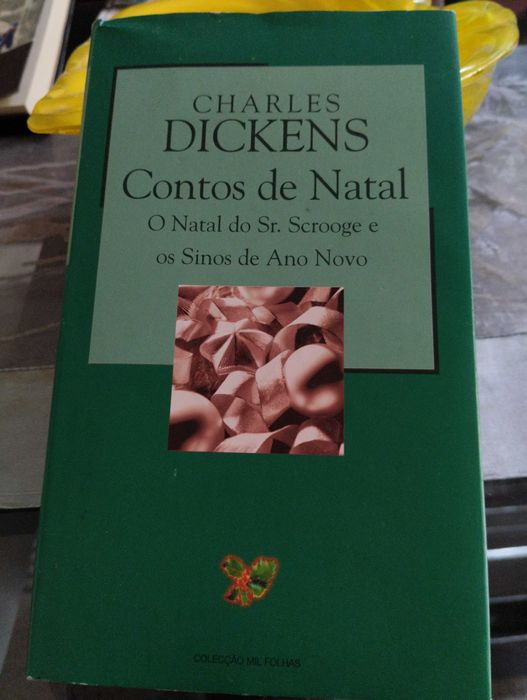 CHARLES
DICKENS
Contos de Natal
O Natal do Sr. Scrooge e
os Sinos de Ano Novo
COLECÇÃO MIL FOLHAS